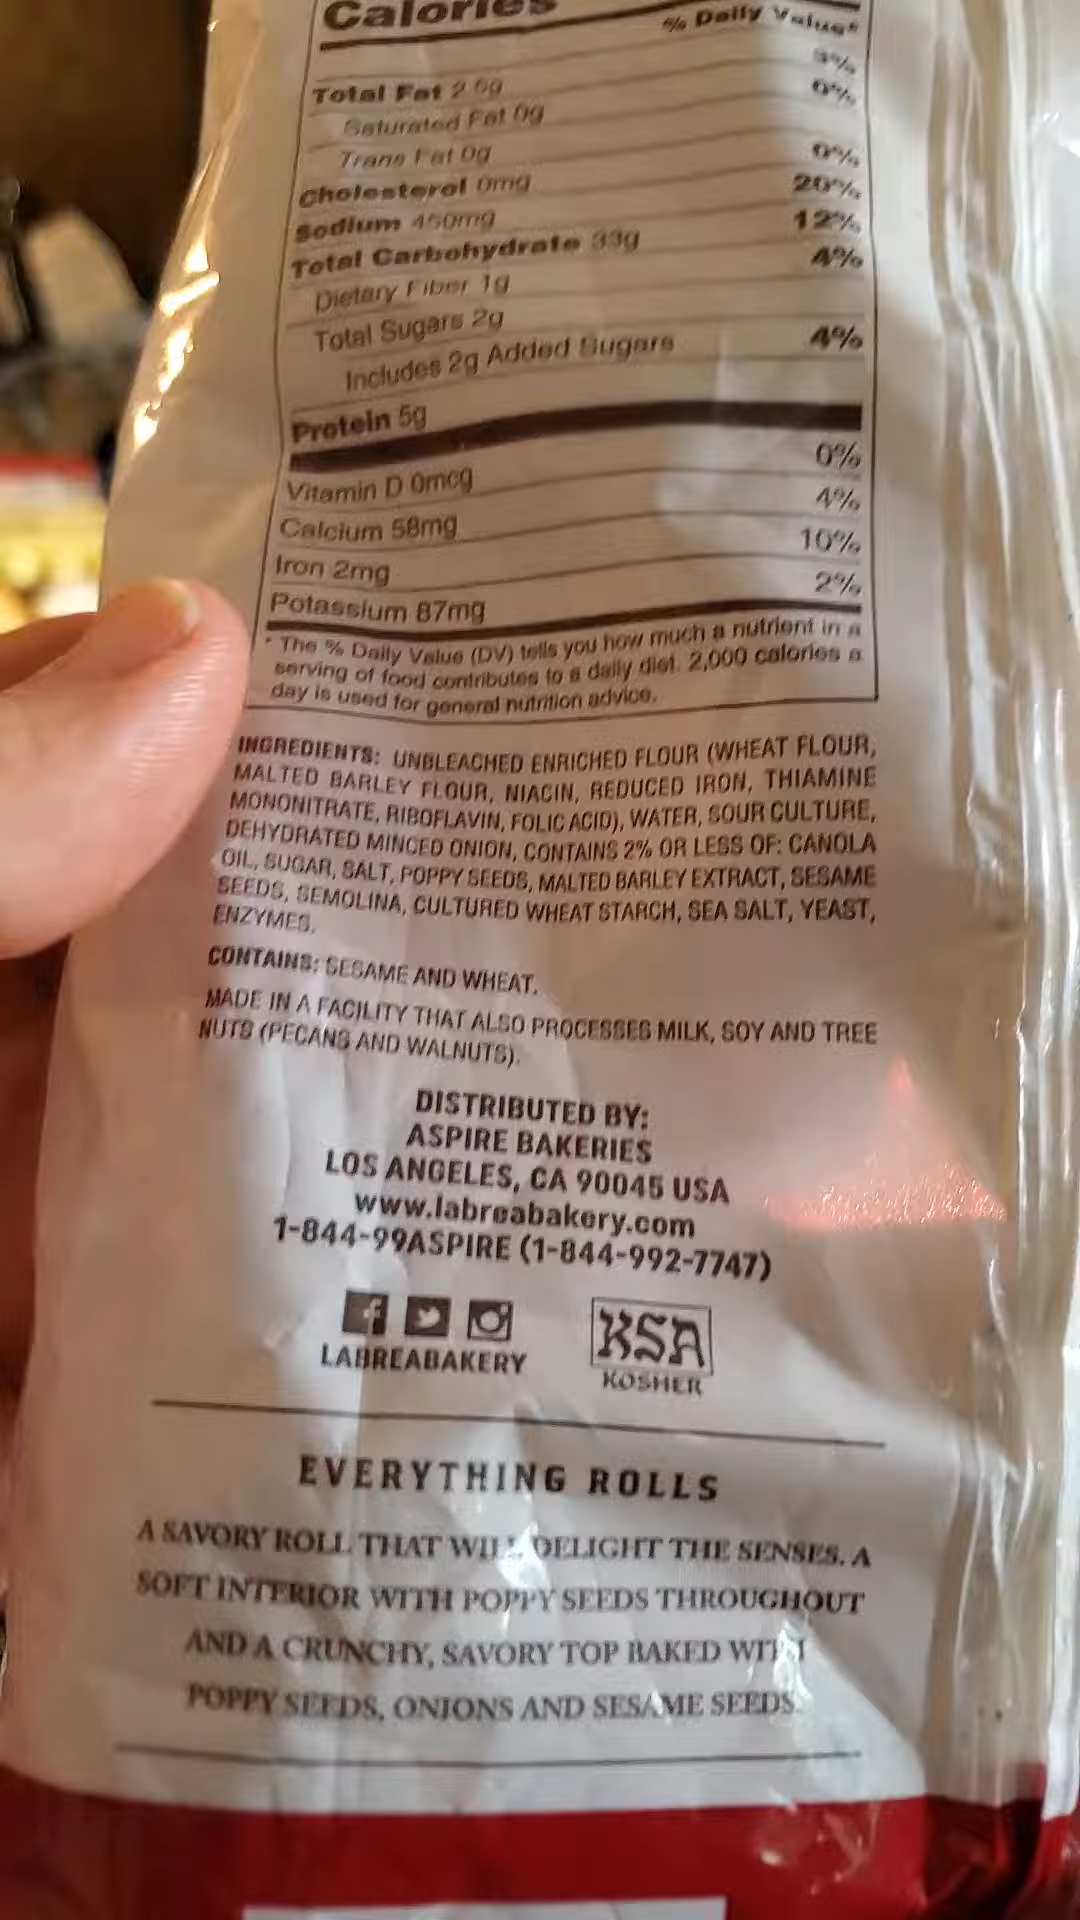 Calories
% Daily Value*
Total Fat 2.5g 3%
Saturated Fat 0g 0%
Trans Fat 0g
Cholesterol 0mg 0%
Sodium 450mg 20%
Total Carbohydrate 33g 12%
Dietary Fiber 1g 4%
Total Sugars 2g
Includes 2g Added Sugars 4%
Protein 5g
Vitamin D 0mcg 0%
Calcium 58mg 4%
Iron 2mg 10%
Potassium 87mg 2%
* The % Daily Value (DV) tells you how much a nutrient in a
serving of food contributes to a daily diet. 2,000 calories a
day is used for general nutrition advice.
INGREDIENTS: UNBLEACHED ENRICHED FLOUR (WHEAT FLOUR,
MALTED BARLEY FLOUR, NIACIN, REDUCED IRON, THIAMINE
MONONITRATE, RIBOFLAVIN, FOLIC ACID), WATER, SOUR CULTURE,
DEHYDRATED MINCED ONION, CONTAINS 2% OR LESS OF: CANOLA
OIL, SUGAR, SALT, POPPY SEEDS, MALTED BARLEY EXTRACT, SESAME
SEEDS, SEMOLINA, CULTURED WHEAT STARCH, SEA SALT, YEAST,
ENZYMES.
CONTAINS: SESAME AND WHEAT.
MADE IN A FACILITY THAT ALSO PROCESSES MILK, SOY AND TREE
NUTS (PECANS AND WALNUTS).
DISTRIBUTED BY:
ASPIRE BAKERIES
LOS ANGELES, CA 90045 USA
www.labreabakery.com
1-844-99ASPIRE (1-844-992-7747)
LABREABAKERY
KSA
KOSHER
EVERYTHING ROLLS
A SAVORY ROLL THAT WILL DELIGHT THE SENSES. A
SOFT INTERIOR WITH POPPY SEEDS THROUGHOUT
AND A CRUNCHY, SAVORY TOP BAKED WITH
POPPY SEEDS, ONIONS AND SESAME SEEDS.